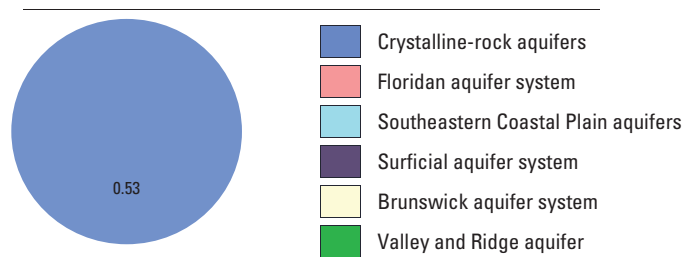 0.53
Crystalline-rock aquifers
Floridan aquifer system
Southeastern Coastal Plain aquifers
Surficial aquifer system
Brunswick aquifer system
Valley and Ridge aquifer